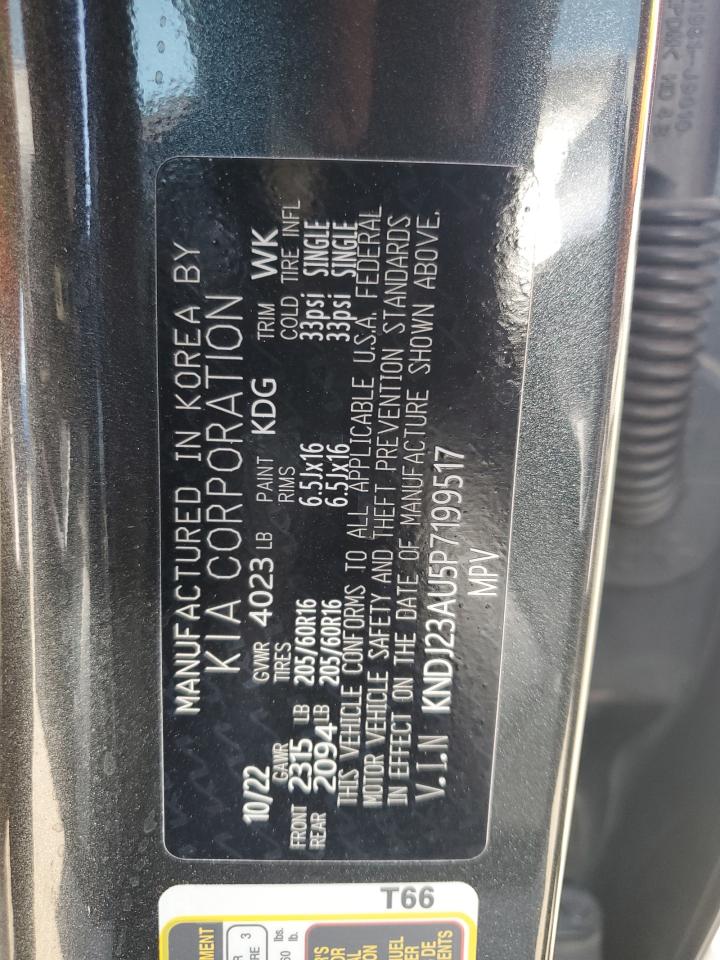 MANUFACTURED IN KOREA BY
KIA CORPORATION
10/22 GVWR 4023 LB PAINT KDG TRIM WK
GAWR TIRES RIMS COLD TIRE INFL
FRONT 2315 LB 205/60R16 6.5Jx16 33psi SINGLE
REAR 2094 LB 205/60R16 6.5Jx16 33psi SINGLE
THIS VEHICLE CONFORMS TO ALL APPLICABLE U.S.A. FEDERAL
MOTOR VEHICLE SAFETY AND THEFT PREVENTION STANDARDS
IN EFFECT ON THE DATE OF MANUFACTURE SHOWN ABOVE.
V.I.N KNDJ23AU5P7199517
MPV
T66